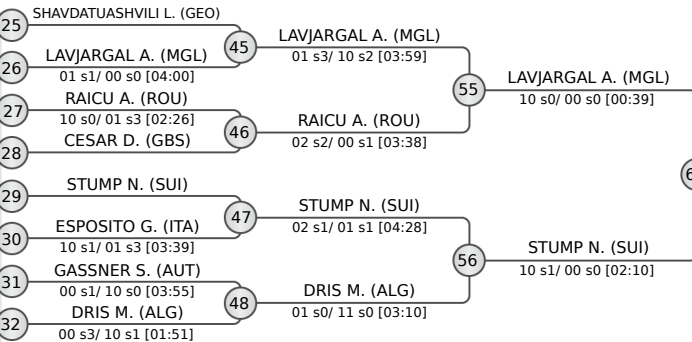 25
SHAVDATUASHVILI L. (GEO)
45
LAVJARGAL A. (MGL)
01 s3/ 10 s2 [03:59]
26
LAVJARGAL A. (MGL)
01 s1/ 00 s0 [04:00]
55
LAVJARGAL A. (MGL)
10 s0/ 00 s0 [00:39]
27
RAICU A. (ROU)
10 s0/ 01 s3 [02:26]
46
RAICU A. (ROU)
02 s2/ 00 s1 [03:38]
28
CESAR D. (GBS)
29
STUMP N. (SUI)
47
STUMP N. (SUI)
02 s1/ 01 s1 [04:28]
30
ESPOSITO G. (ITA)
10 s1/ 01 s3 [03:39]
56
STUMP N. (SUI)
10 s1/ 00 s0 [02:10]
31
GASSNER S. (AUT)
00 s1/ 10 s0 [03:55]
48
DRIS M. (ALG)
01 s0/ 11 s0 [03:10]
32
DRIS M. (ALG)
00 s3/ 10 s1 [01:51]